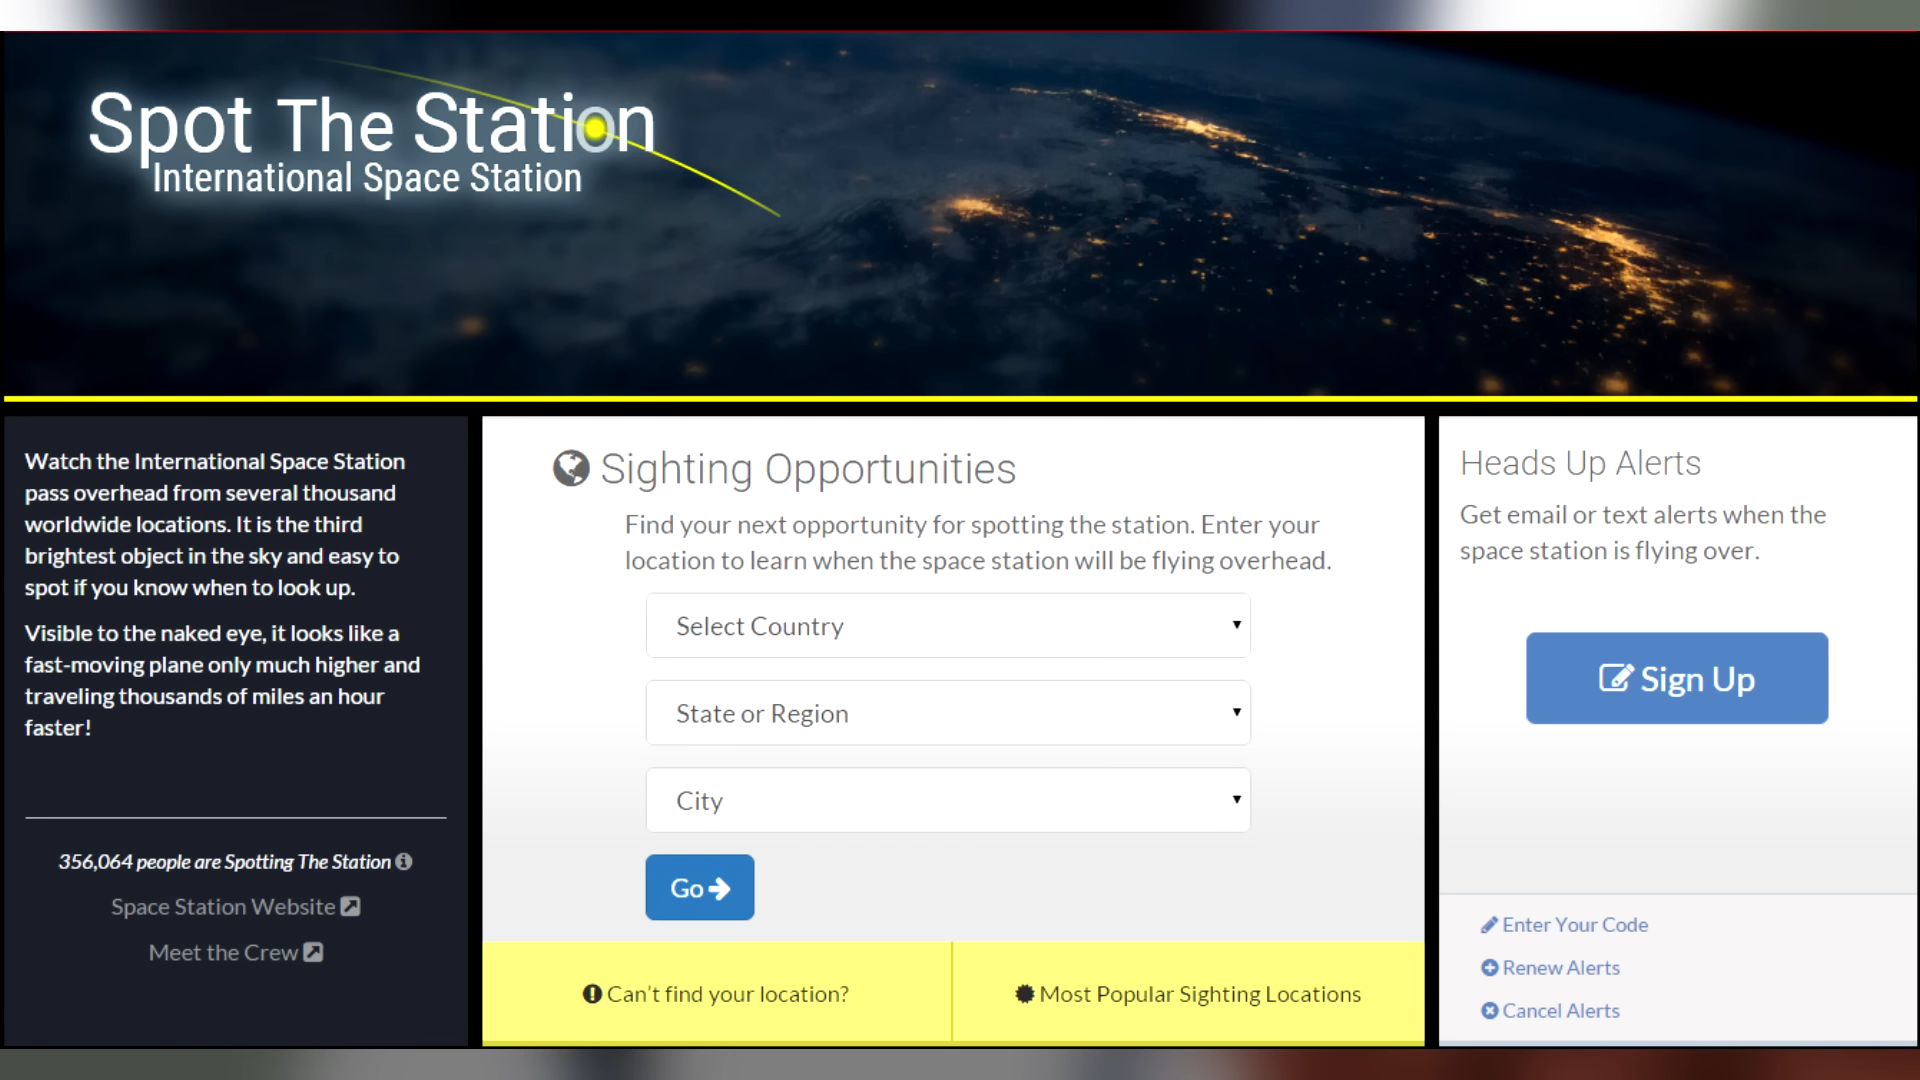 Spot The Station
International Space Station
Watch the International Space Station
pass overhead from several thousand
worldwide locations. It is the third
brightest object in the sky and easy to
spot if you know when to look up.
Visible to the naked eye, it looks like a
fast-moving plane only much higher and
traveling thousands of miles an hour
faster!
356,064 people are Spotting The Station
Space Station Website
Meet the Crew
Sighting Opportunities
Find your next opportunity for spotting the station. Enter your
location to learn when the space station will be flying overhead.
Select Country
State or Region
City
Go
Can't find your location?
Most Popular Sighting Locations
Heads Up Alerts
Get email or text alerts when the
space station is flying over.
Sign Up
Enter Your Code
Renew Alerts
Cancel Alerts